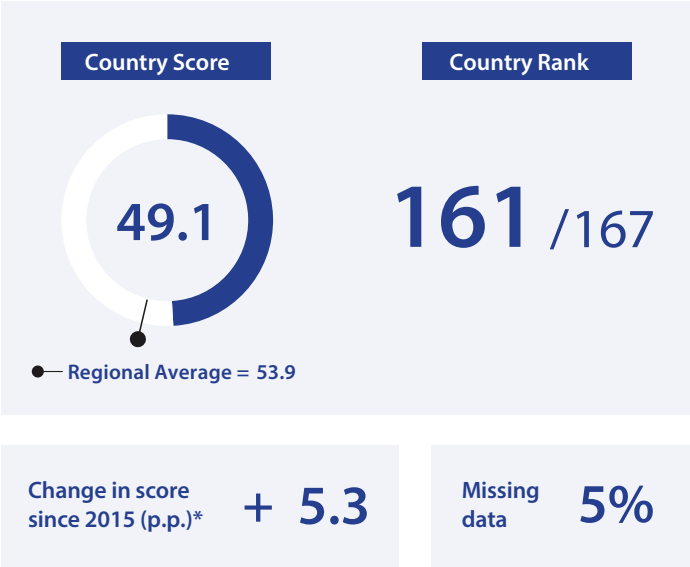 Country Score
Country Rank
49.1
161 /167
Regional Average = 53.9
Change in score
since 2015 (p.p.)*
+ 5.3
Missing
data
5%